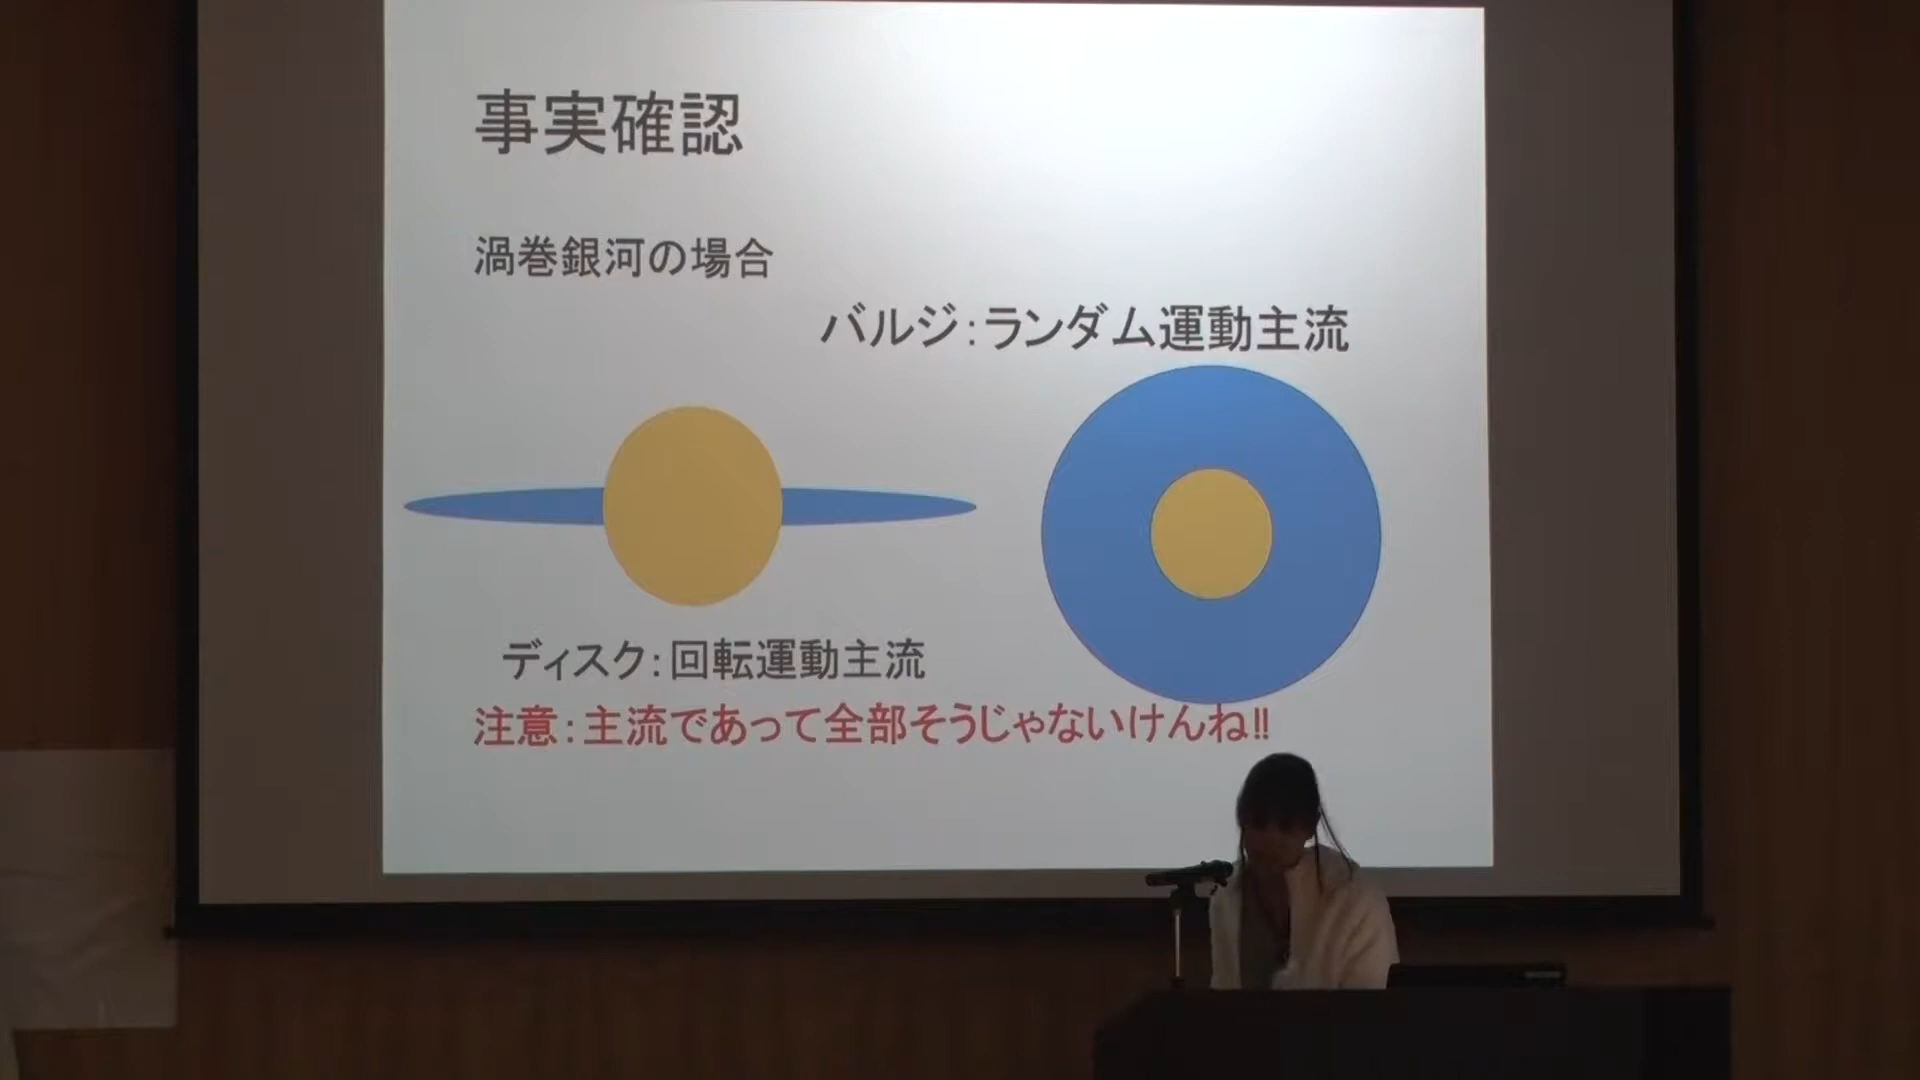 事実確認
渦巻銀河の場合
バルジ：ランダム運動主流
ディスク：回転運動主流
注意：主流であって全部そうじゃないけんね!!